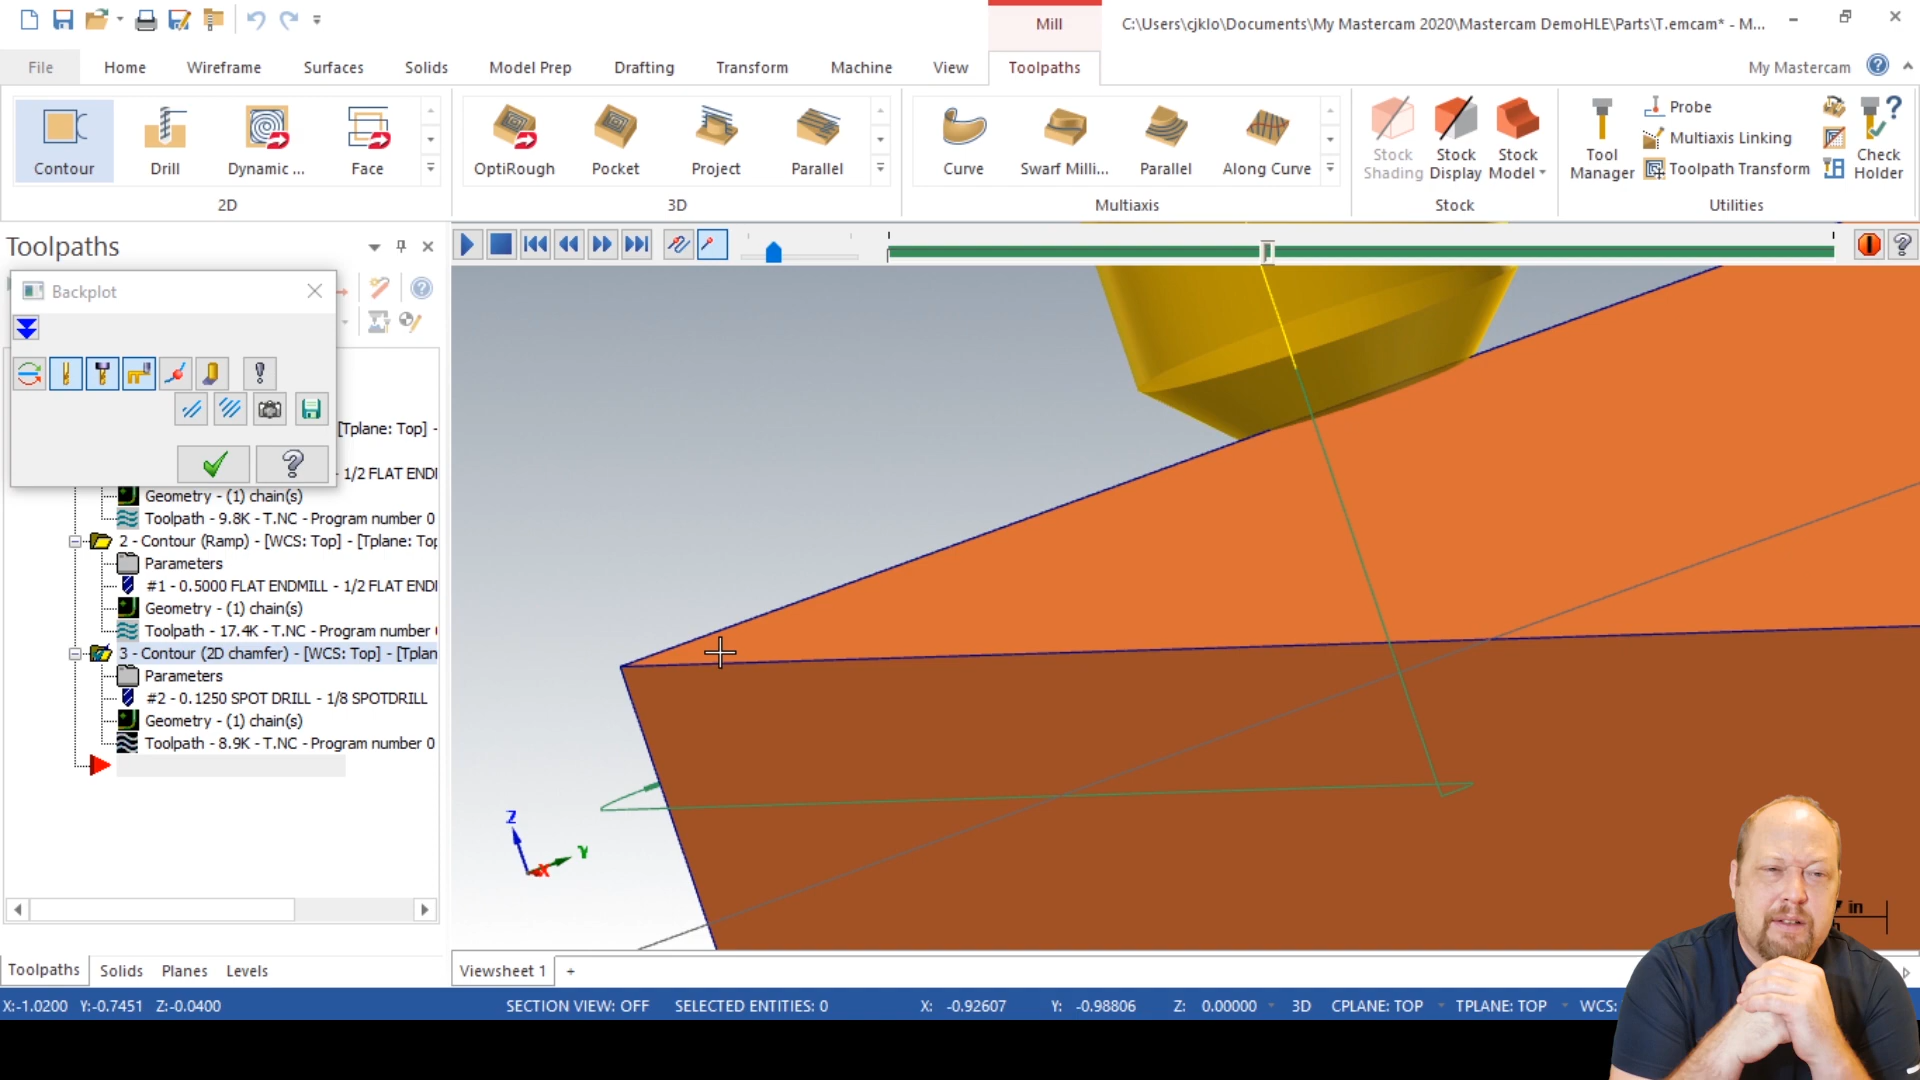 Mill
C:\Users\cjklo\Documents\My Mastercam 2020\Mastercam DemoHLE\Parts\T.emcam* - M...
File Home Wireframe Surfaces Solids Model Prep Drafting Transform Machine View Toolpaths My Mastercam
Contour Drill Dynamic ... Face
2D
OptiRough Pocket Project Parallel
3D
Curve Swarf Milli... Parallel Along Curve
Multiaxis
Stock Shading Stock Display Stock Model
Stock
Tool Manager
Probe
Multiaxis Linking
Toolpath Transform
Check Holder
Utilities
Toolpaths
Backplot
[Tplane: Top] -
- 1/2 FLAT ENDI
Geometry - (1) chain(s)
Toolpath - 9.8K - T.NC - Program number 0
2 - Contour (Ramp) - [WCS: Top] - [Tplane: Top
Parameters
#1 - 0.5000 FLAT ENDMILL - 1/2 FLAT ENDI
Geometry - (1) chain(s)
Toolpath - 17.4K - T.NC - Program number
3 - Contour (2D chamfer) - [WCS: Top] - [Tplan
Parameters
#2 - 0.1250 SPOT DRILL - 1/8 SPOTDRILL
Geometry - (1) chain(s)
Toolpath - 8.9K - T.NC - Program number 0
Z
Y
X
in
Toolpaths Solids Planes Levels
Viewsheet 1 +
X:-1.0200 Y:-0.7451 Z:-0.0400 SECTION VIEW: OFF SELECTED ENTITIES: 0 X: -0.92607 Y: -0.98806 Z: 0.00000 3D CPLANE: TOP TPLANE: TOP WCS: